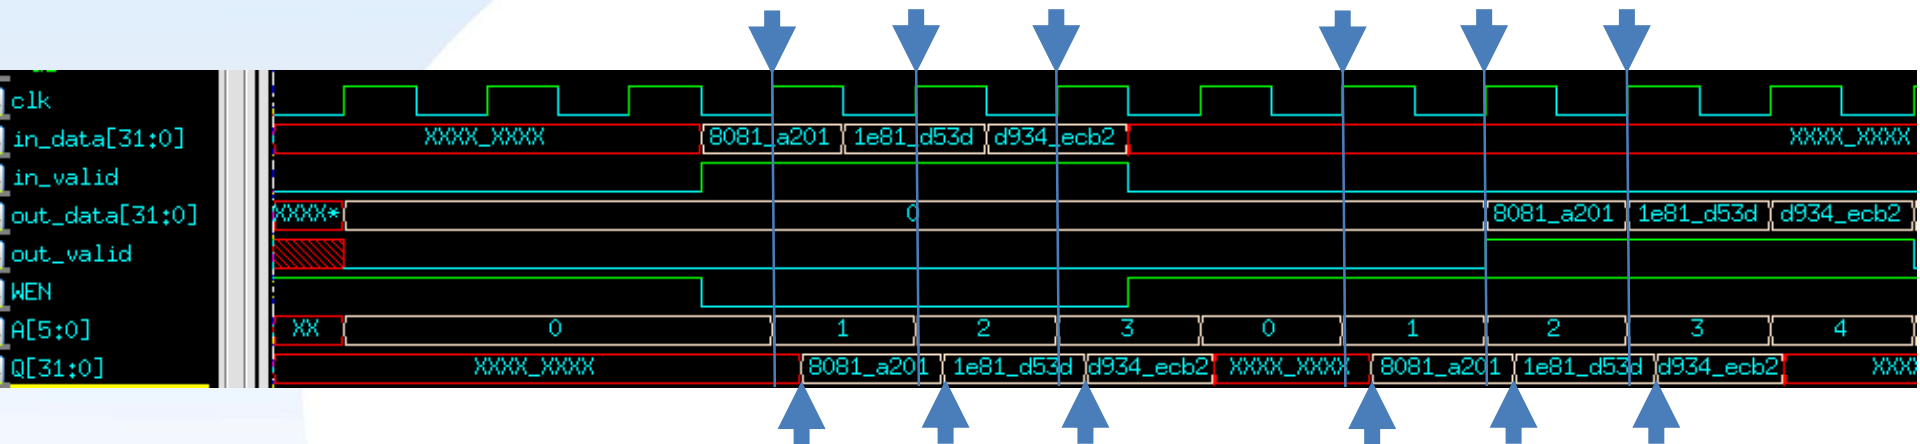 clk
in_data[31:0] XXXX_XXXX 8081_a201 1e81_d53d d934_ecb2 XXXX_XXXX
in_valid
out_data[31:0] XXXX* 0 8081_a201 1e81_d53d d934_ecb2
out_valid
WEN
A[5:0] XX 0 1 2 3 0 1 2 3 4
Q[31:0] XXXX_XXXX 8081_a201 1e81_d53d d934_ecb2 XXXX_XXXX 8081_a201 1e81_d53d d934_ecb2 XXXX